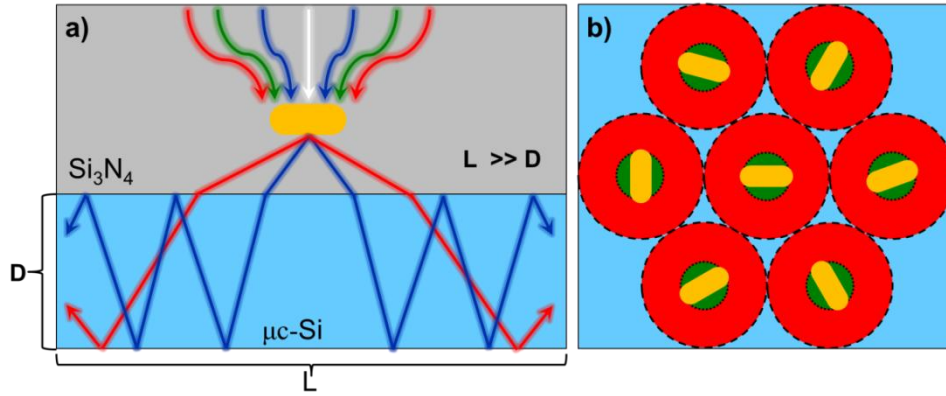 a)
L >> D
Si₃N₄
D
μc-Si
L
b)